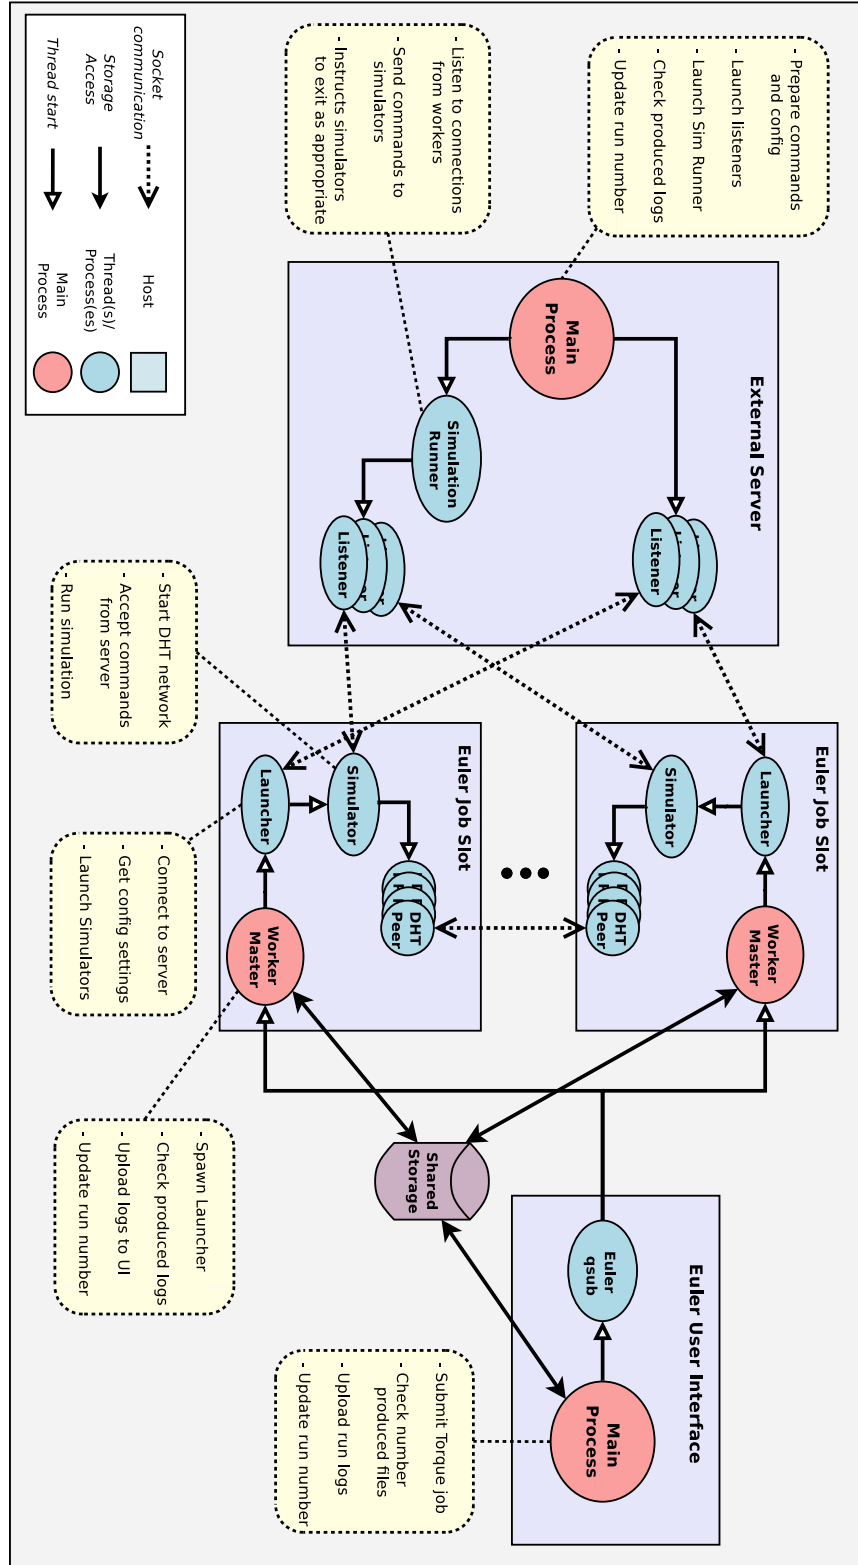 - Prepare commands
and config
- Launch listeners
- Launch Sim Runner
- Check produced logs
- Update run number
- Listen to connections
from workers
- Send commands to
simulators
- Instructs simulators
to exit as appropriate
External Server
Main
Process
Simulation
Runner
Listener
Listener
Euler Job Slot
Launcher
Simulator
Worker
Master
DHT
Peer
Euler Job Slot
Simulator
Launcher
DHT
Peer
Worker
Master
Shared
Storage
Euler User Interface
Euler
qsub
Main
Process
- Submit Torque job
- Check number
produced files
- Upload run logs
- Update run number
Socket
communication
Storage
Access
Thread start
Host
Thread(s)/
Process(es)
Main
Process
- Start DHT network
- Accept commands
from server
- Run simulation
- Connect to server
- Get config settings
- Launch Simulators
- Spawn Launcher
- Check produced logs
- Upload logs to UI
- Update run number